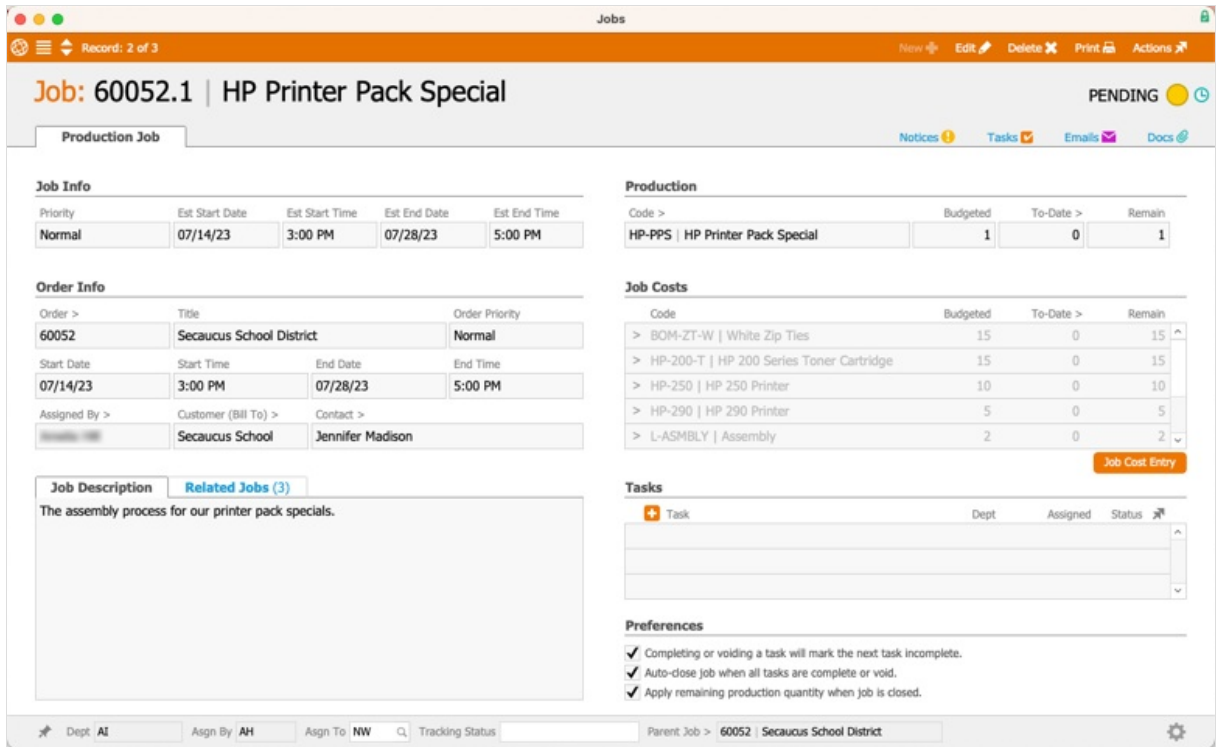 Jobs
Record: 2 of 3 New Edit Delete Print Actions
Job: 60052.1 | HP Printer Pack Special
PENDING
Production Job
Notices Tasks Emails Docs
Job Info
Priority Est Start Date Est Start Time Est End Date Est End Time
Normal 07/14/23 3:00 PM 07/28/23 5:00 PM
Order Info
Order > Title Order Priority
60052 Secaucus School District Normal
Start Date Start Time End Date End Time
07/14/23 3:00 PM 07/28/23 5:00 PM
Assigned By > Customer (Bill To) > Contact >
Secaucus School Jennifer Madison
Job Description Related Jobs (3)
The assembly process for our printer pack specials.
Production
Code > Budgeted To-Date > Remain
HP-PPS | HP Printer Pack Special 1 0 1
Job Costs
Code Budgeted To-Date > Remain
> BOM-ZT-W | White Zip Ties 15 0 15
> HP-200-T | HP 200 Series Toner Cartridge 15 0 15
> HP-250 | HP 250 Printer 10 0 10
> HP-290 | HP 290 Printer 5 0 5
> L-ASMBLY | Assembly 2 0 2
Job Cost Entry
Tasks
Task Dept Assigned Status
Preferences
Completing or voiding a task will mark the next task incomplete.
Auto-close job when all tasks are complete or void.
Apply remaining production quantity when job is closed.
Dept AI Asgn By AH Asgn To NW Tracking Status Parent Job > 60052 | Secaucus School District